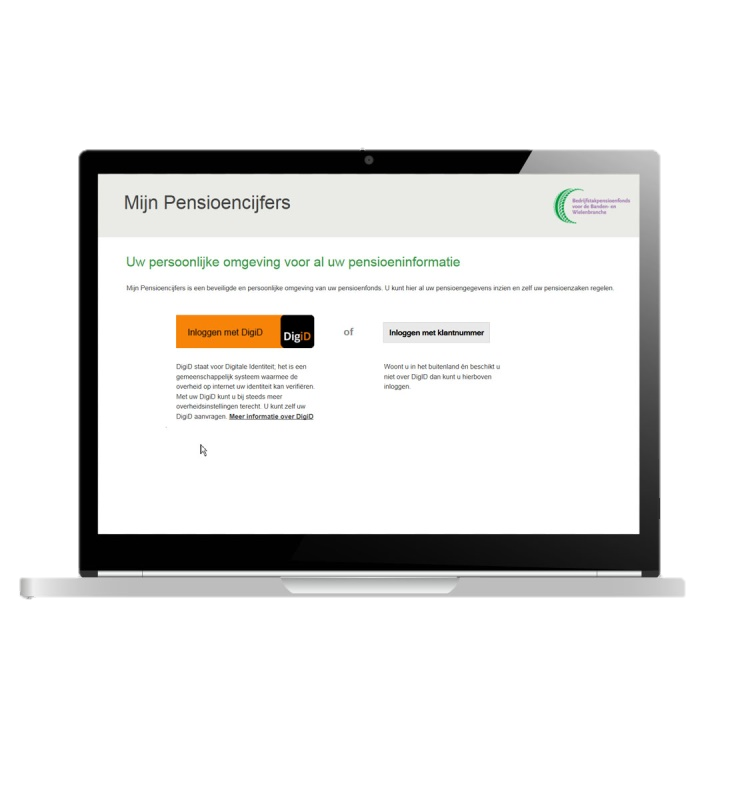 Mijn Pensioencijfers
Bedrijfstakpensioenfonds
voor de Banden- en
Wielenbranche
Uw persoonlijke omgeving voor al uw pensioeninformatie
Mijn Pensioencijfers is een beveiligde en persoonlijke omgeving van uw pensioenfonds. U kunt hier al uw pensioengegevens inzien en zelf uw pensioenzaken regelen.
Inloggen met DigiD
DigiD
of
Inloggen met klantnummer
DigiD staat voor Digitale Identiteit; het is een
gemeenschappelijk systeem waarmee de
overheid op internet uw identiteit kan verifiëren.
Met uw DigiD kunt u bij steeds meer
overheidsinstellingen terecht. U kunt zelf uw
DigiD aanvragen. Meer informatie over DigiD
Woont u in het buitenland én beschikt u
niet over DigID dan kunt u hierboven
inloggen.